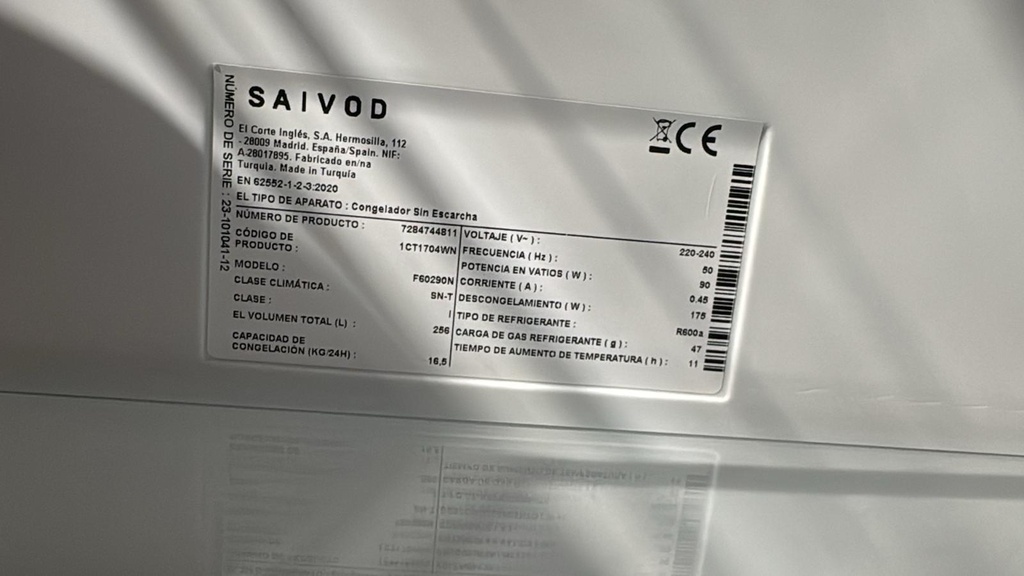 SAIVOD
CE
El Corte Inglés, S.A. Hermosilla, 112
- 28009 Madrid. España/Spain. NIF:
A-28017895. Fabricado en/na
Turquia. Made in Turquía
EN 62552-1-2-3:2020
EL TIPO DE APARATO : Congelador Sin Escarcha
NÚMERO DE PRODUCTO : 7284744811
CÓDIGO DE
PRODUCTO : 1CT1704WN
MODELO : F60290N
CLASE CLIMÁTICA : SN-T
CLASE : I
EL VOLUMEN TOTAL (L) : 256
CAPACIDAD DE
CONGELACIÓN (KG/24H) : 16,5
VOLTAJE ( V~ ) : 220-240
FRECUENCIA ( Hz ) : 50
POTENCIA EN VATIOS ( W ) : 90
CORRIENTE ( A ) : 0.45
DESCONGELAMIENTO ( W ) : 175
TIPO DE REFRIGERANTE : R600a
CARGA DE GAS REFRIGERANTE ( g ) : 47
TIEMPO DE AUMENTO DE TEMPERATURA ( h ) : 11
NÚMERO DE SERIE : 23-101041-12